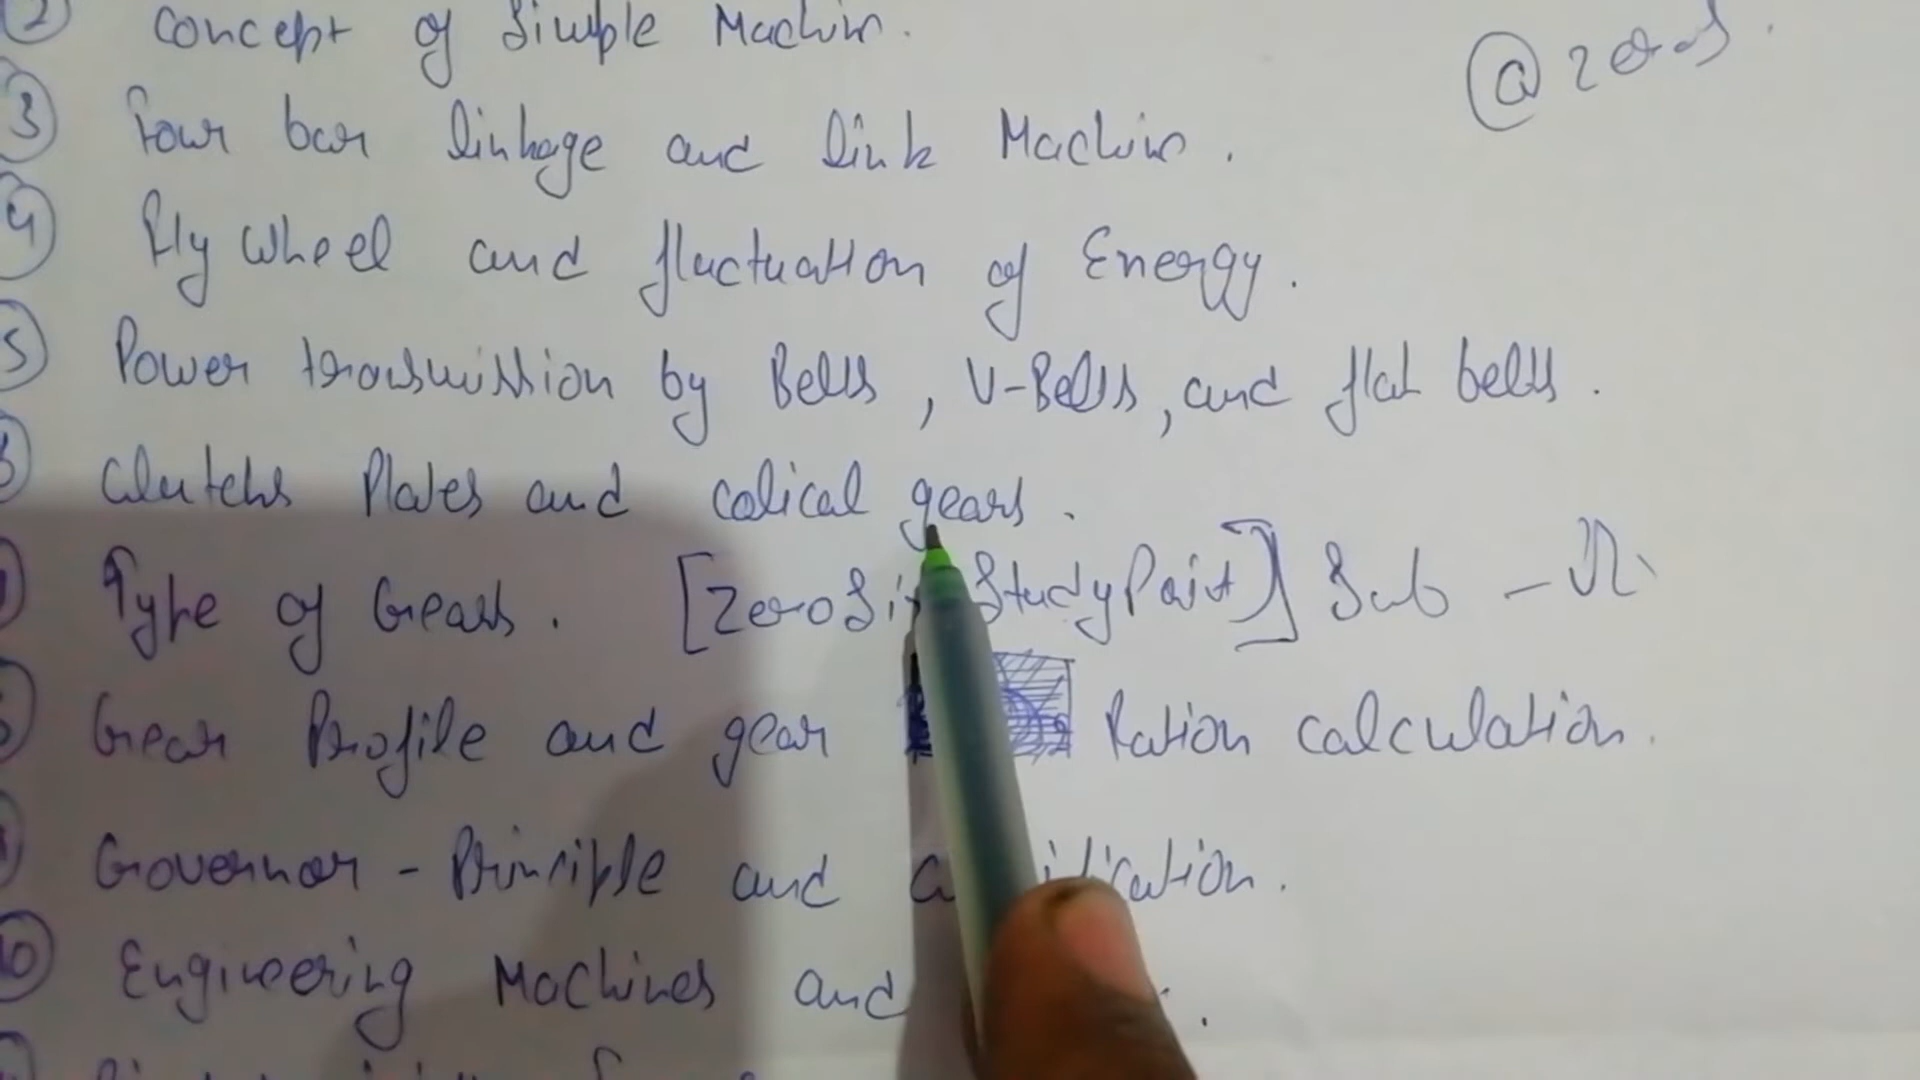 2 Concept of Simple Machin.
@zero
3 Four bar linkage and link Machin.
4 Fly Wheel and fluctuation of Energy.
5 Power transmission by Belts, V-Belts, and flat belts.
Clutchs Plates and colical gears.
Type of Gears. [ZeroSi StudyPoint] Sub -
Gear Profile and gear Ration calculation.
Governor - Principle and
10 Engineering Machines and